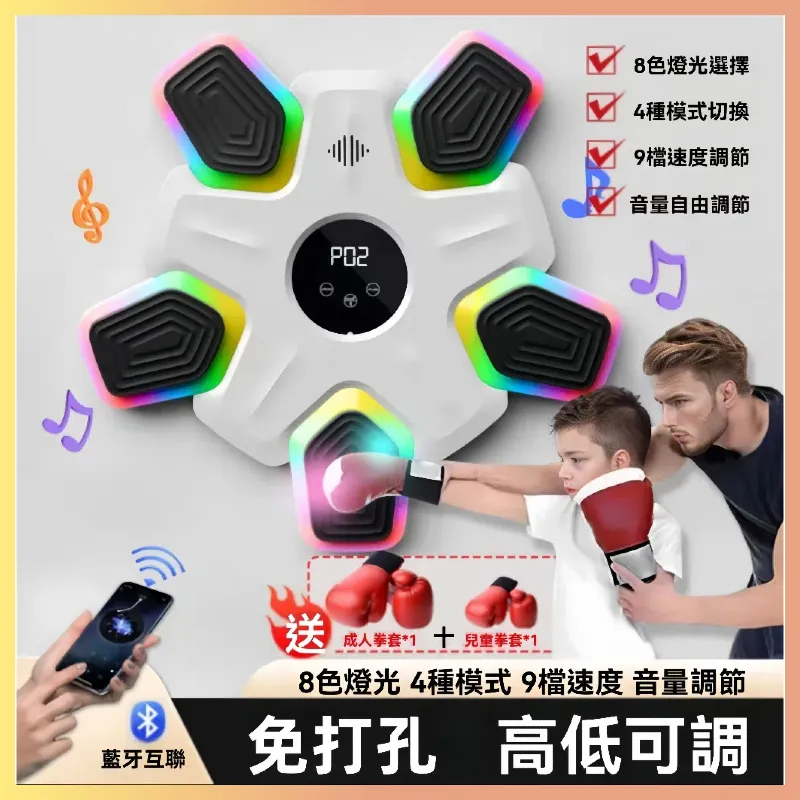 8色燈光選擇
4種模式切換
9檔速度調節
音量自由調節
P02
送
成人拳套*1 + 兒童拳套*1
8色燈光 4種模式 9檔速度 音量調節
藍牙互聯
免打孔 高低可調